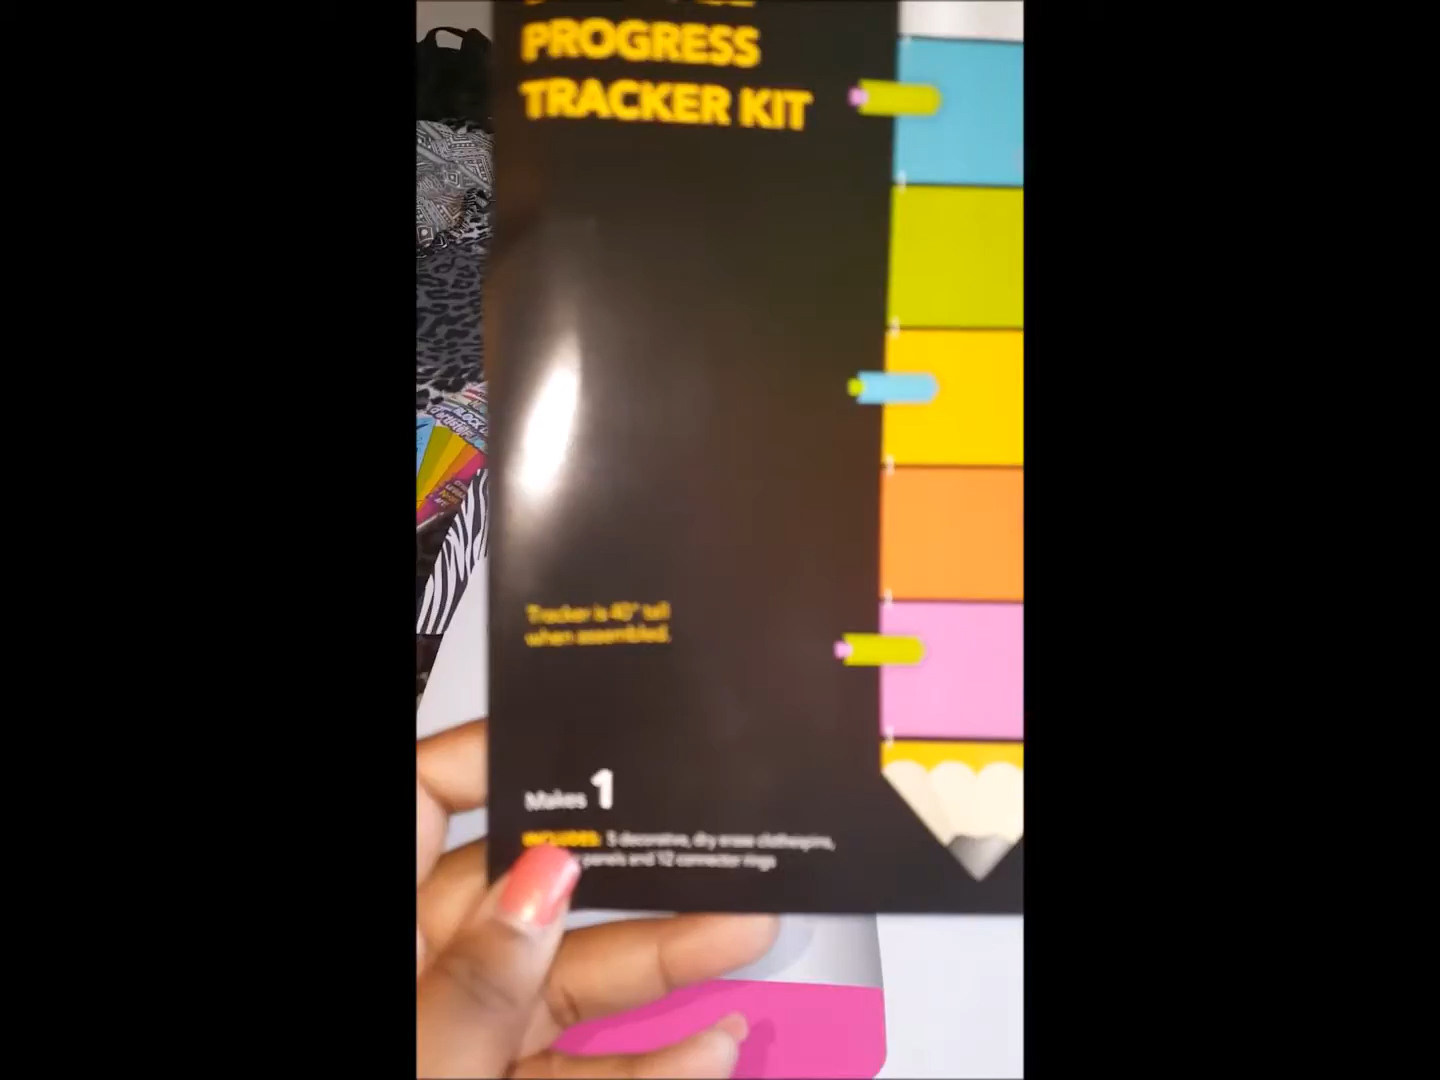 PROGRESS
TRACKER KIT
Tracker is 40" tall
when assembled.
Makes 1
INCLUDES: 5 decorative, dry erase clothespins,
panels and 12 connector rings
BLOCK